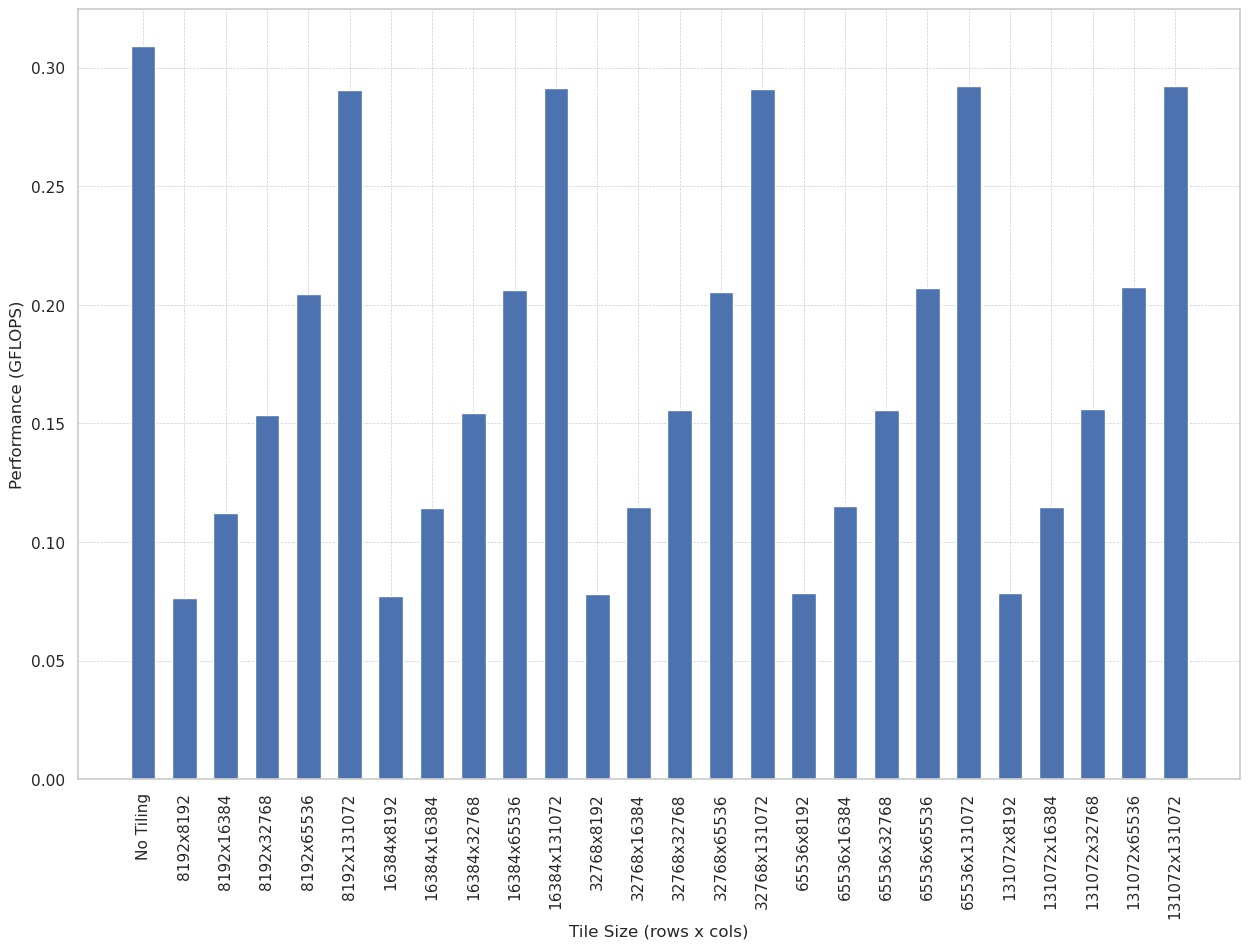 Performance (GFLOPS)
0.30
0.25
0.20
0.15
0.10
0.05
0.00
No Tiling
8192x8192
8192x16384
8192x32768
8192x65536
8192x131072
16384x8192
16384x16384
16384x32768
16384x65536
16384x131072
32768x8192
32768x16384
32768x32768
32768x65536
32768x131072
65536x8192
65536x16384
65536x32768
65536x65536
65536x131072
131072x8192
131072x16384
131072x32768
131072x65536
131072x131072
Tile Size (rows x cols)